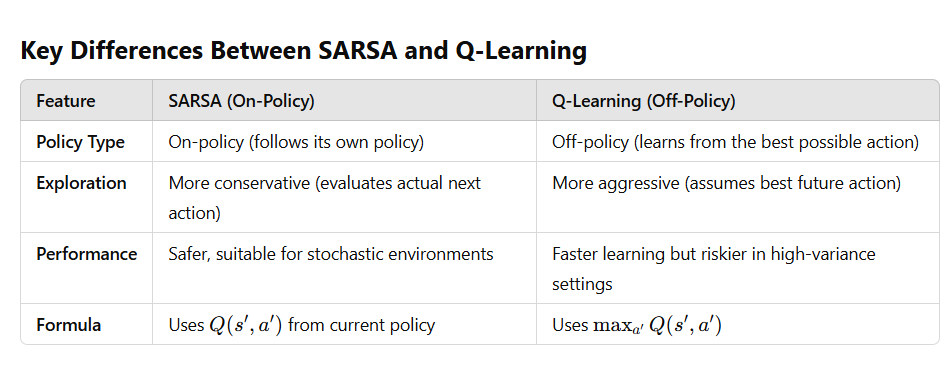 Key Differences Between SARSA and Q-Learning
Feature SARSA (On-Policy) Q-Learning (Off-Policy)
Policy Type On-policy (follows its own policy) Off-policy (learns from the best possible action)
Exploration More conservative (evaluates actual next action) More aggressive (assumes best future action)
Performance Safer, suitable for stochastic environments Faster learning but riskier in high-variance settings
Formula Uses Q(s′, a′) from current policy Uses maxₐ′ Q(s′, a′)